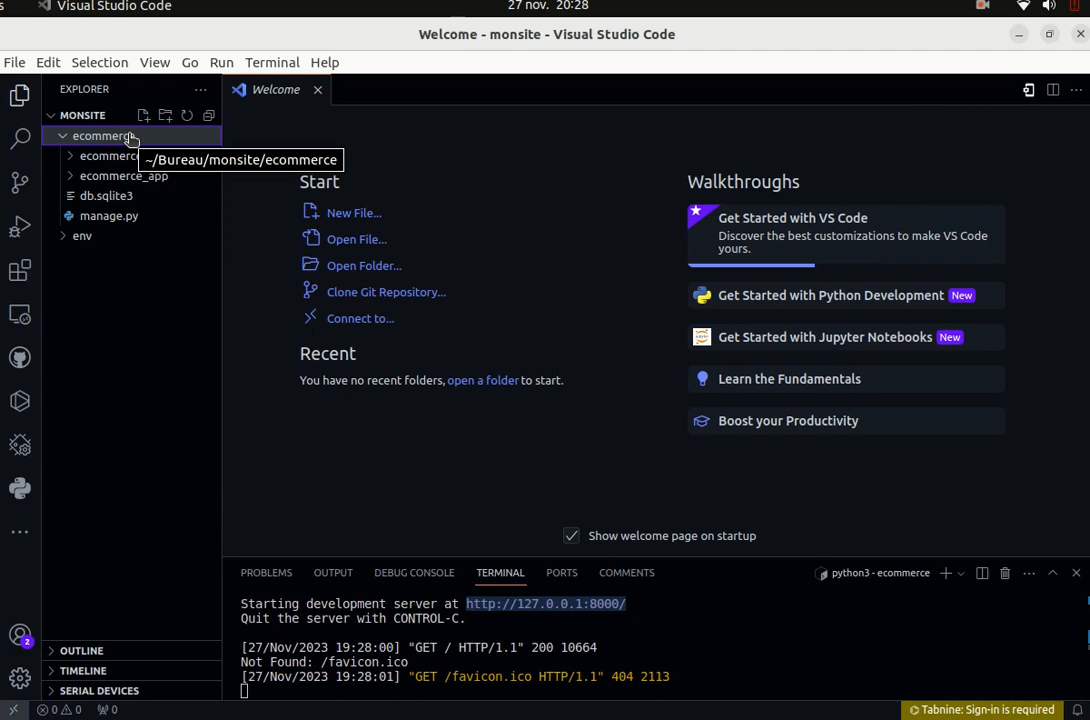 Visual Studio Code
27 nov. 20:28
Welcome - monsite - Visual Studio Code
File Edit Selection View Go Run Terminal Help
EXPLORER
Welcome
MONSITE
ecommerce
~/Bureau/monsite/ecommerce
ecommerce_app
db.sqlite3
manage.py
env
Start
New File...
Open File...
Open Folder...
Clone Git Repository...
Connect to...
Recent
You have no recent folders, open a folder to start.
Walkthroughs
Get Started with VS Code
Discover the best customizations to make VS Code
yours.
Get Started with Python Development New
Get Started with Jupyter Notebooks New
Learn the Fundamentals
Boost your Productivity
Show welcome page on startup
PROBLEMS OUTPUT DEBUG CONSOLE TERMINAL PORTS COMMENTS
python3 - ecommerce
Starting development server at http://127.0.0.1:8000/
Quit the server with CONTROL-C.
[27/Nov/2023 19:28:00] "GET / HTTP/1.1" 200 10664
Not Found: /favicon.ico
[27/Nov/2023 19:28:01] "GET /favicon.ico HTTP/1.1" 404 2113
2
OUTLINE
TIMELINE
SERIAL DEVICES
0 0 0
Tabnine: Sign-in is required